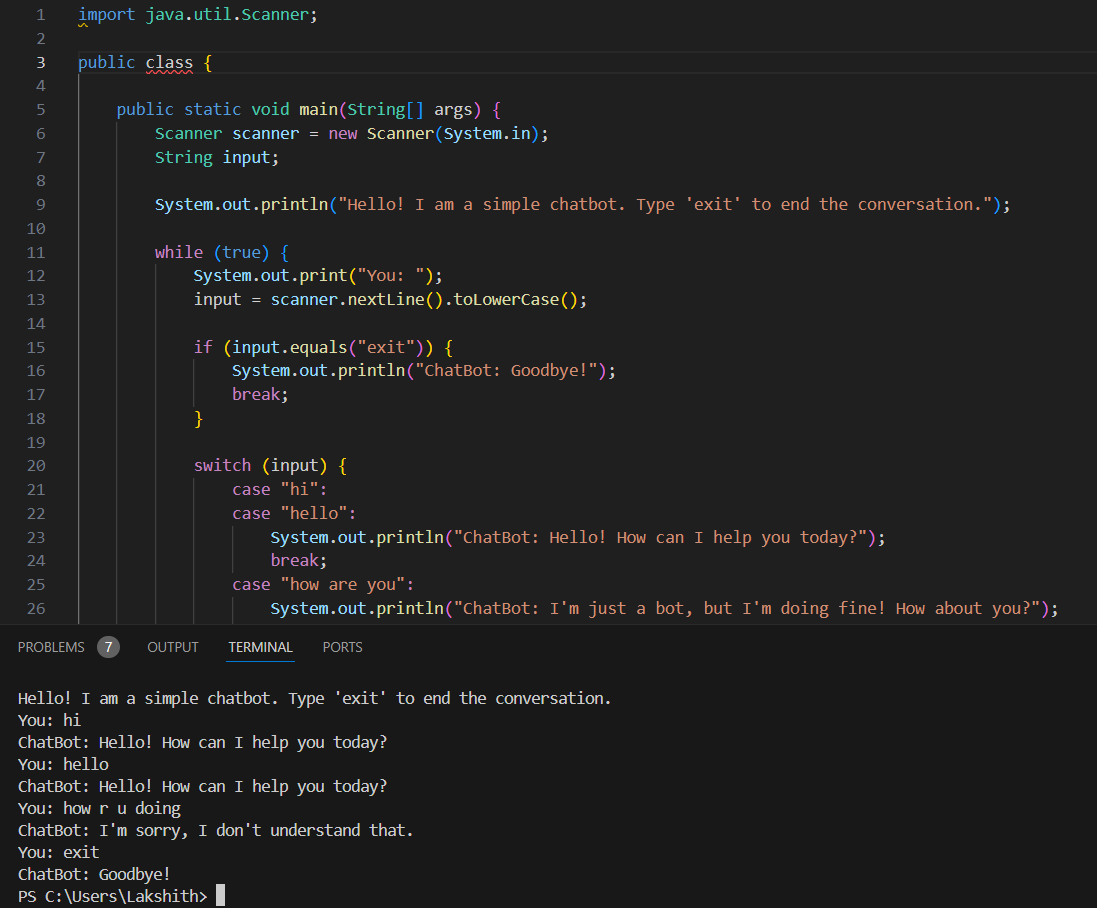 1 import java.util.Scanner;
2
3 public class {
4
5 public static void main(String[] args) {
6 Scanner scanner = new Scanner(System.in);
7 String input;
8
9 System.out.println("Hello! I am a simple chatbot. Type 'exit' to end the conversation.");
10
11 while (true) {
12 System.out.print("You: ");
13 input = scanner.nextLine().toLowerCase();
14
15 if (input.equals("exit")) {
16 System.out.println("ChatBot: Goodbye!");
17 break;
18 }
19
20 switch (input) {
21 case "hi":
22 case "hello":
23 System.out.println("ChatBot: Hello! How can I help you today?");
24 break;
25 case "how are you":
26 System.out.println("ChatBot: I'm just a bot, but I'm doing fine! How about you?");
PROBLEMS 7 OUTPUT TERMINAL PORTS
Hello! I am a simple chatbot. Type 'exit' to end the conversation.
You: hi
ChatBot: Hello! How can I help you today?
You: hello
ChatBot: Hello! How can I help you today?
You: how r u doing
ChatBot: I'm sorry, I don't understand that.
You: exit
ChatBot: Goodbye!
PS C:\Users\Lakshith>